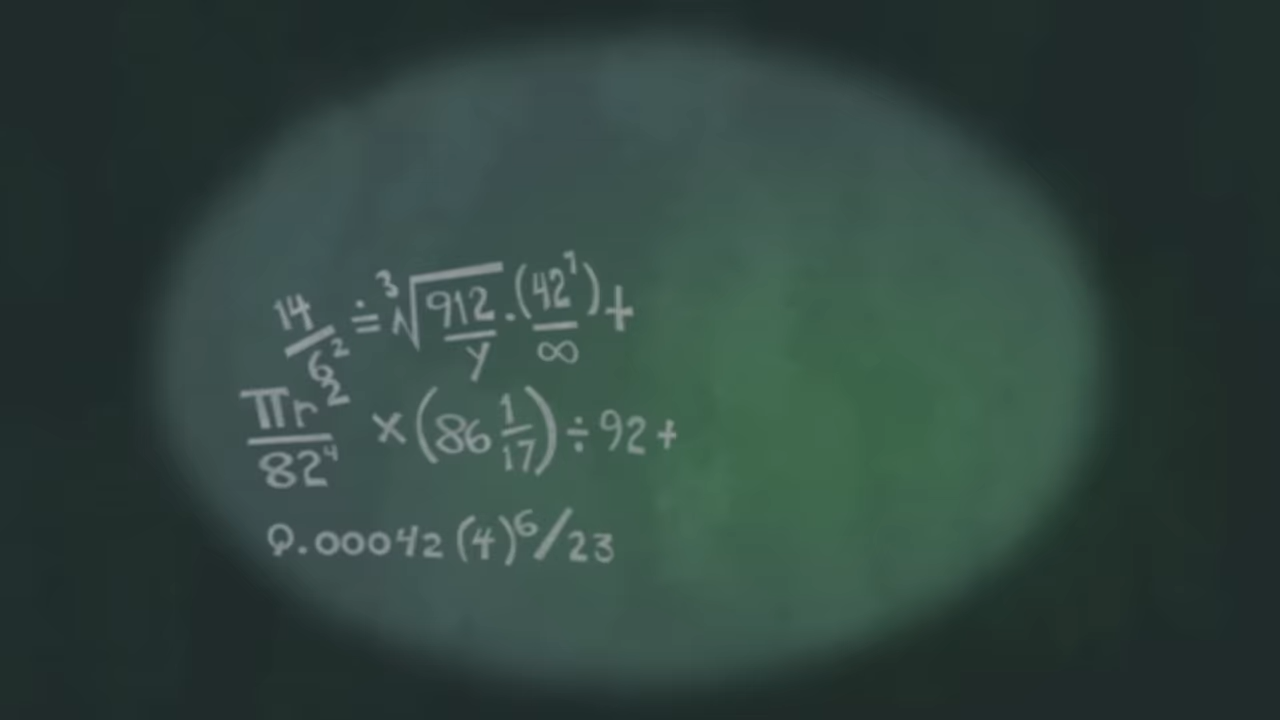 14/6² ÷ ³√(912/y) · (42⁷/∞) +
πr²/82⁴ × (86 1/17) ÷ 92 +
0.00042 (4)⁶/23